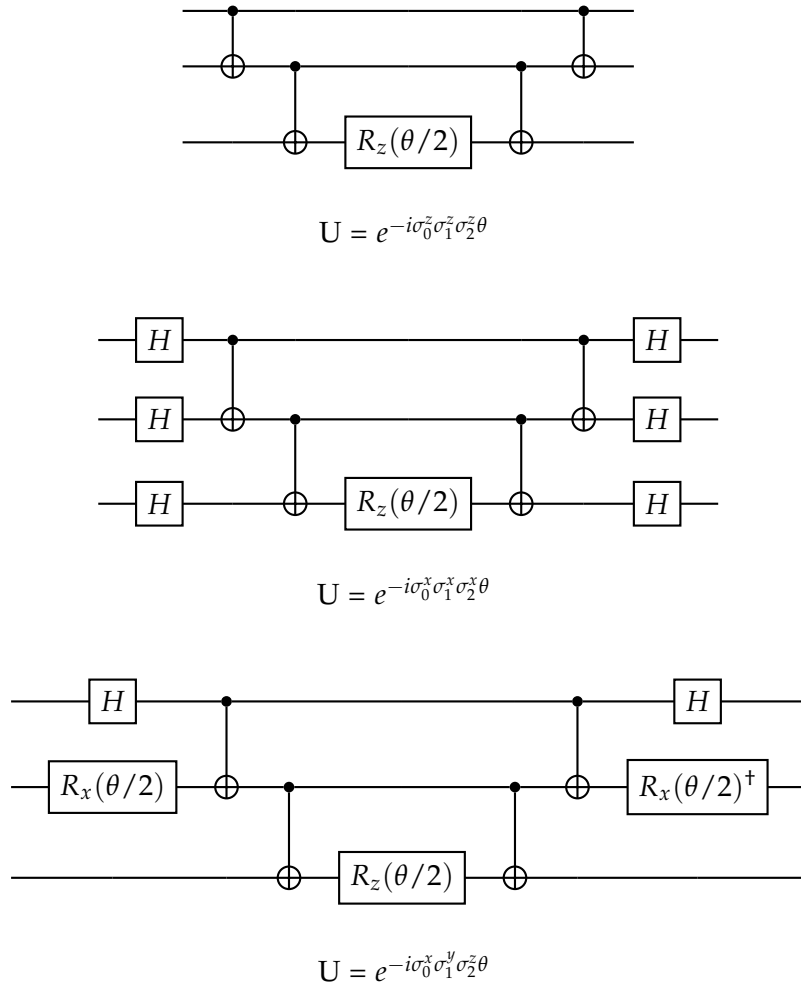 R_z(θ/2)
U = e^{-iσ_0^z σ_1^z σ_2^z θ}
H H
H H
H R_z(θ/2) H
U = e^{-iσ_0^x σ_1^x σ_2^x θ}
H H
R_x(θ/2) R_x(θ/2)^†
R_z(θ/2)
U = e^{-iσ_0^x σ_1^y σ_2^z θ}